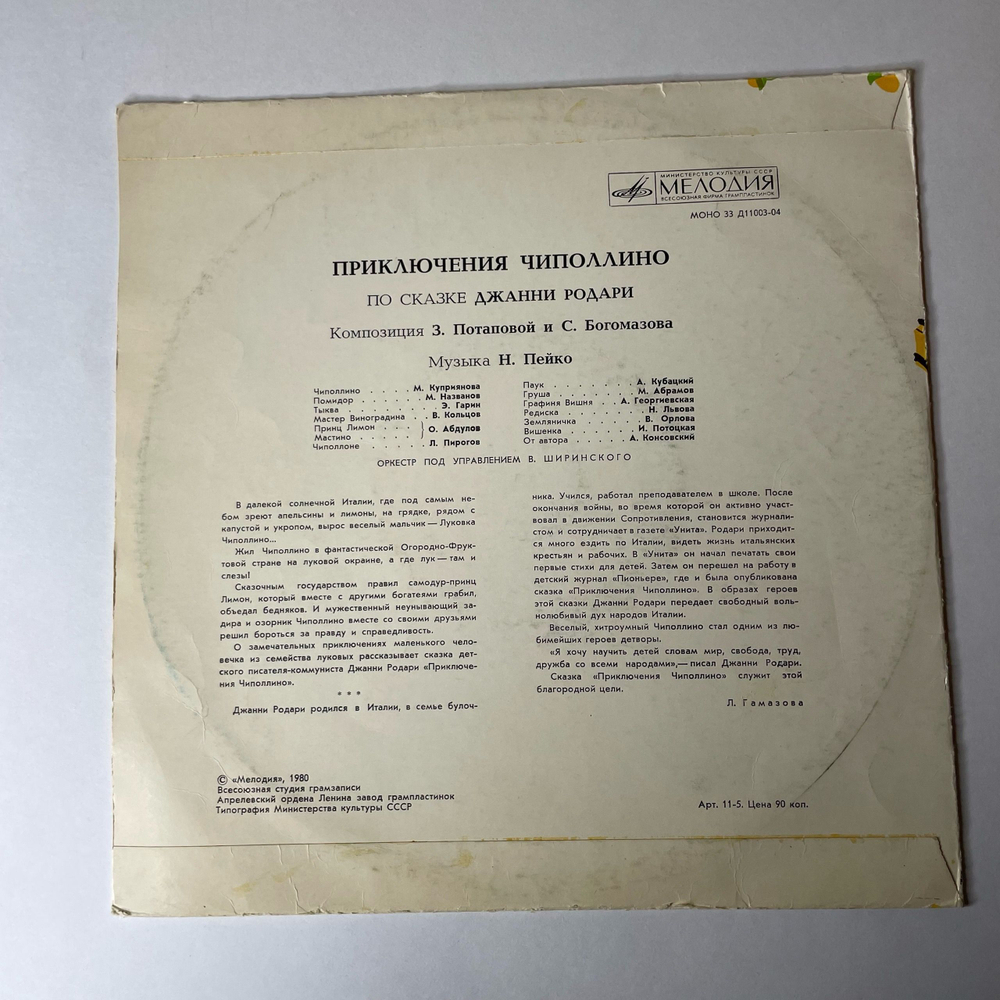 МИНИСТЕРСТВО КУЛЬТУРЫ СССР
МЕЛОДИЯ
ВСЕСОЮЗНАЯ ФИРМА ГРАМПЛАСТИНОК
МОНО 33 Д11003-04
ПРИКЛЮЧЕНИЯ ЧИПОЛЛИНО
ПО СКАЗКЕ ДЖАННИ РОДАРИ
Композиция З. Потаповой и С. Богомазова
Музыка Н. Пейко
Чиполлино . . . . М. Куприянова
Помидор . . . . . . М. Названов
Тыква . . . . . . . . Э. Гарин
Мастер Виноградина . . В. Кольцов
Принц Лимон . . . } О. Абдулов
Мастино . . . . .
Чиполлоне . . . . . . Л. Пирогов
Паук . . . . . . . А. Кубацкий
Груша . . . . . . . М. Абрамов
Графиня Вишня . . А. Георгиевская
Редиска . . . . . . . Н. Львова
Земляничка . . . . . . В. Орлова
Вишенка . . . . . . И. Потоцкая
От автора . . . . . А. Консовский
ОРКЕСТР ПОД УПРАВЛЕНИЕМ В. ШИРИНСКОГО
В далекой солнечной Италии, где под самым не-
бом зреют апельсины и лимоны, на грядке, рядом с
капустой и укропом, вырос веселый мальчик — Луковка
Чиполлино...
Жил Чиполлино в фантастической Огородно-Фрук-
товой стране на луковой окраине, а где лук — там и
слезы!
Сказочным государством правил самодур-принц
Лимон, который вместе с другими богатеями грабил,
объедал бедняков. И мужественный неунывающий за-
дира и озорник Чиполлино вместе со своими друзьями
решил бороться за правду и справедливость.
О замечательных приключениях маленького чело-
вечка из семейства луковых рассказывает сказка дет-
ского писателя-коммуниста Джанни Родари «Приключе-
ния Чиполлино».
* * *
Джанни Родари родился в Италии, в семье булоч-
ника. Учился, работал преподавателем в школе. После
окончания войны, во время которой он активно участ-
вовал в движении Сопротивления, становится журнали-
стом и сотрудничает в газете «Унита». Родари приходит-
ся много ездить по Италии, видеть жизнь итальянских
крестьян и рабочих. В «Унита» он начал печатать свои
первые стихи для детей. Затем он перешел на работу в
детский журнал «Пионьере», где и была опубликована
сказка «Приключения Чиполлино». В образах героев
этой сказки Джанни Родари передает свободный воль-
нолюбивый дух народов Италии.
Веселый, хитроумный Чиполлино стал одним из лю-
бимейших героев детворы.
«Я хочу научить детей словам мир, свобода, труд,
дружба со всеми народами», — писал Джанни Родари.
Сказка «Приключения Чиполлино» служит этой
благородной цели.
Л. Гамазова
© «Мелодия», 1980
Всесоюзная студия грамзаписи
Апрелевский ордена Ленина завод грампластинок
Типография Министерства культуры СССР
Арт. 11-5. Цена 90 коп.